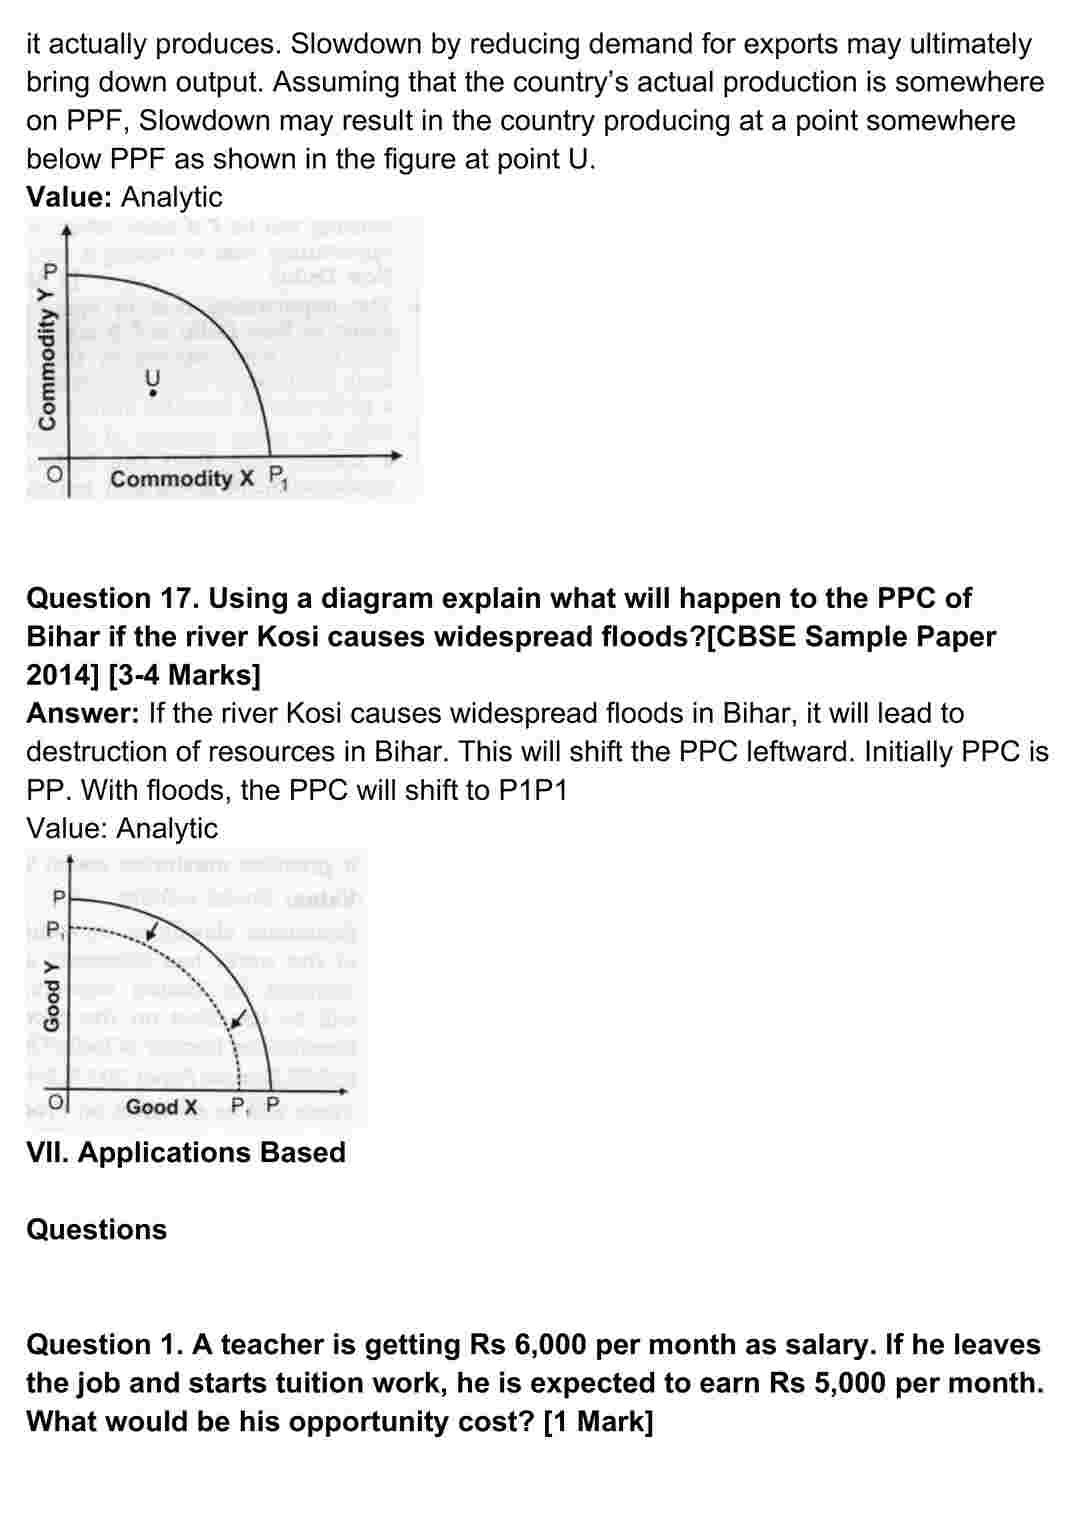 it actually produces. Slowdown by reducing demand for exports may ultimately
bring down output. Assuming that the country's actual production is somewhere
on PPF, Slowdown may result in the country producing at a point somewhere
below PPF as shown in the figure at point U.
Value: Analytic
P
Commodity Y
U
O
Commodity X P₁
Question 17. Using a diagram explain what will happen to the PPC of
Bihar if the river Kosi causes widespread floods?[CBSE Sample Paper
2014] [3-4 Marks]
Answer: If the river Kosi causes widespread floods in Bihar, it will lead to
destruction of resources in Bihar. This will shift the PPC leftward. Initially PPC is
PP. With floods, the PPC will shift to P1P1
Value: Analytic
P
P₁
Good Y
O
Good X P₁ P
VII. Applications Based
Questions
Question 1. A teacher is getting Rs 6,000 per month as salary. If he leaves
the job and starts tuition work, he is expected to earn Rs 5,000 per month.
What would be his opportunity cost? [1 Mark]